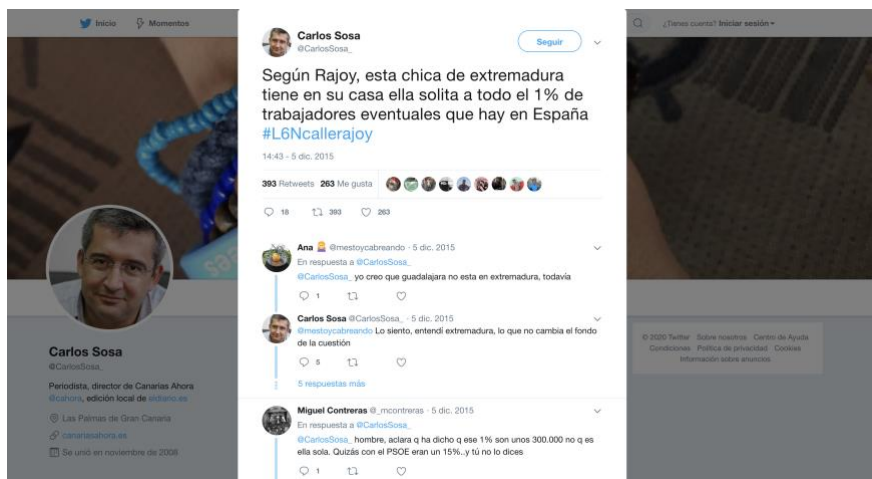 Inicio Momentos
¿Tienes cuenta? Iniciar sesión
Carlos Sosa
@CarlosSosa_
Seguir
Según Rajoy, esta chica de extremadura
tiene en su casa ella solita a todo el 1% de
trabajadores eventuales que hay en España
#L6Ncallerajoy
14:43 - 5 dic. 2015
393 Retweets 263 Me gusta
18 393 263
Ana @mestoycabreando · 5 dic. 2015
En respuesta a @CarlosSosa_
@CarlosSosa_ yo creo que guadalajara no esta en extremadura, todavía
1
Carlos Sosa @CarlosSosa_ · 5 dic. 2015
@mestoycabreando Lo siento, entendí extremadura, lo que no cambia el fondo
de la cuestión
5
5 respuestas más
Miguel Contreras @_mcontreras · 5 dic. 2015
En respuesta a @CarlosSosa_
@CarlosSosa_ hombre, aclara q ha dicho q ese 1% son unos 300.000 no q es
ella sola. Quizás con el PSOE eran un 15%..y tú no lo dices
1
Carlos Sosa
@CarlosSosa_
Periodista, director de Canarias Ahora
@cahora, edición local de eldiario.es
Las Palmas de Gran Canaria
canariasahora.es
Se unió en noviembre de 2008
© 2020 Twitter Sobre nosotros Centro de Ayuda
Condiciones Política de privacidad Cookies
Información sobre anuncios